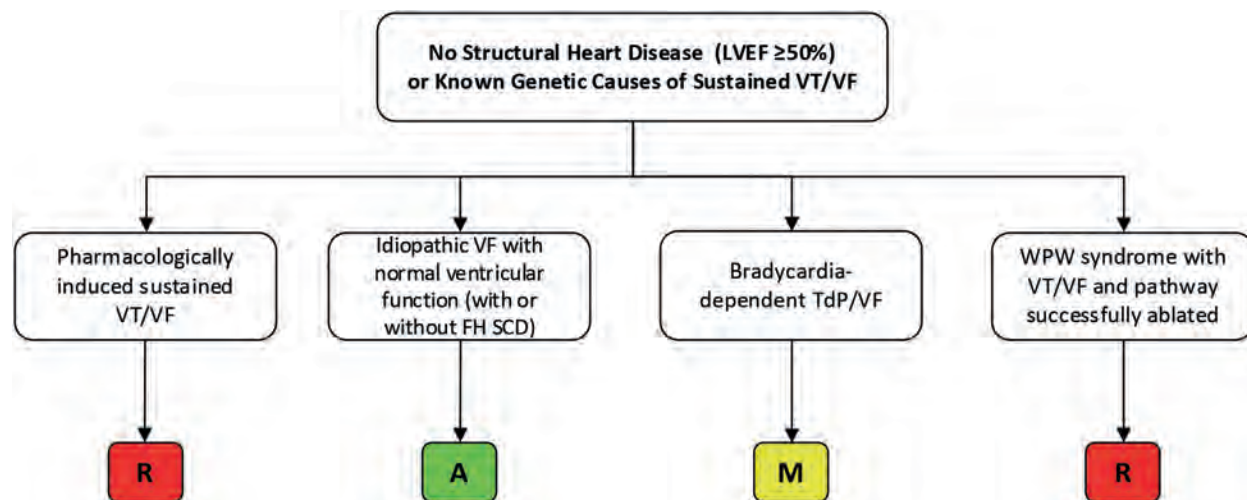 No Structural Heart Disease (LVEF ≥50%)
or Known Genetic Causes of Sustained VT/VF
Pharmacologically
induced sustained
VT/VF
Idiopathic VF with
normal ventricular
function (with or
without FH SCD)
Bradycardia-
dependent TdP/VF
WPW syndrome with
VT/VF and pathway
successfully ablated
R
A
M
R